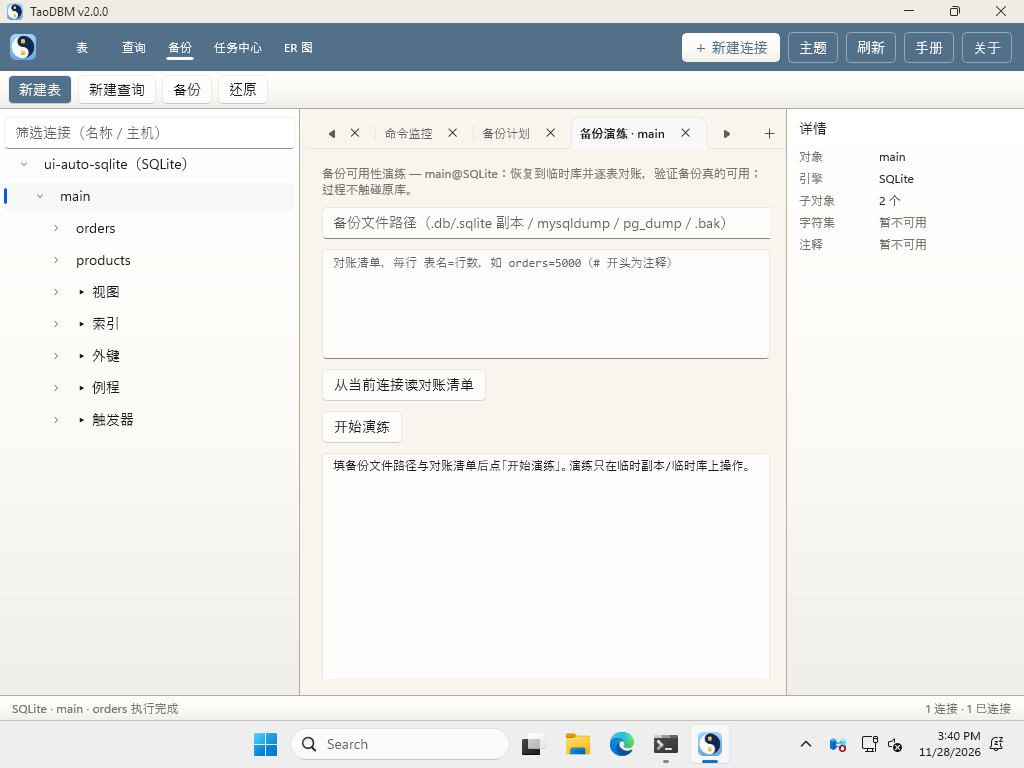 TaoDBM v2.0.0
表 查询 备份 任务中心 ER 图 + 新建连接 主题 刷新 手册 关于
新建表 新建查询 备份 还原
筛选连接（名称 / 主机）
ui-auto-sqlite（SQLite）
main
orders
products
视图
索引
外键
例程
触发器
命令监控 备份计划 备份演练 · main
备份可用性演练 — main@SQLite：恢复到临时库并逐表对账，验证备份真的可用；
过程不触碰原库。
备份文件路径（.db/.sqlite 副本 / mysqldump / pg_dump / .bak）
对账清单，每行 表名=行数，如 orders=5000（# 开头为注释）
从当前连接读对账清单
开始演练
填备份文件路径与对账清单后点「开始演练」。演练只在临时副本/临时库上操作。
详情
对象 main
引擎 SQLite
子对象 2 个
字符集 暂不可用
注释 暂不可用
SQLite · main · orders 执行完成
1 连接 · 1 已连接
Search
3:40 PM
11/28/2026